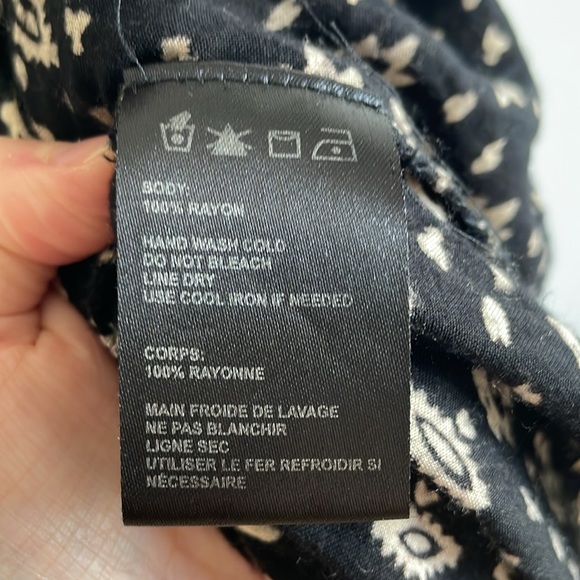 BODY:
100% RAYON
HAND WASH COLD
DO NOT BLEACH
LINE DRY
USE COOL IRON IF NEEDED
CORPS:
100% RAYONNE
MAIN FROIDE DE LAVAGE
NE PAS BLANCHIR
LIGNE SEC
UTILISER LE FER REFROIDIR SI
NÉCESSAIRE